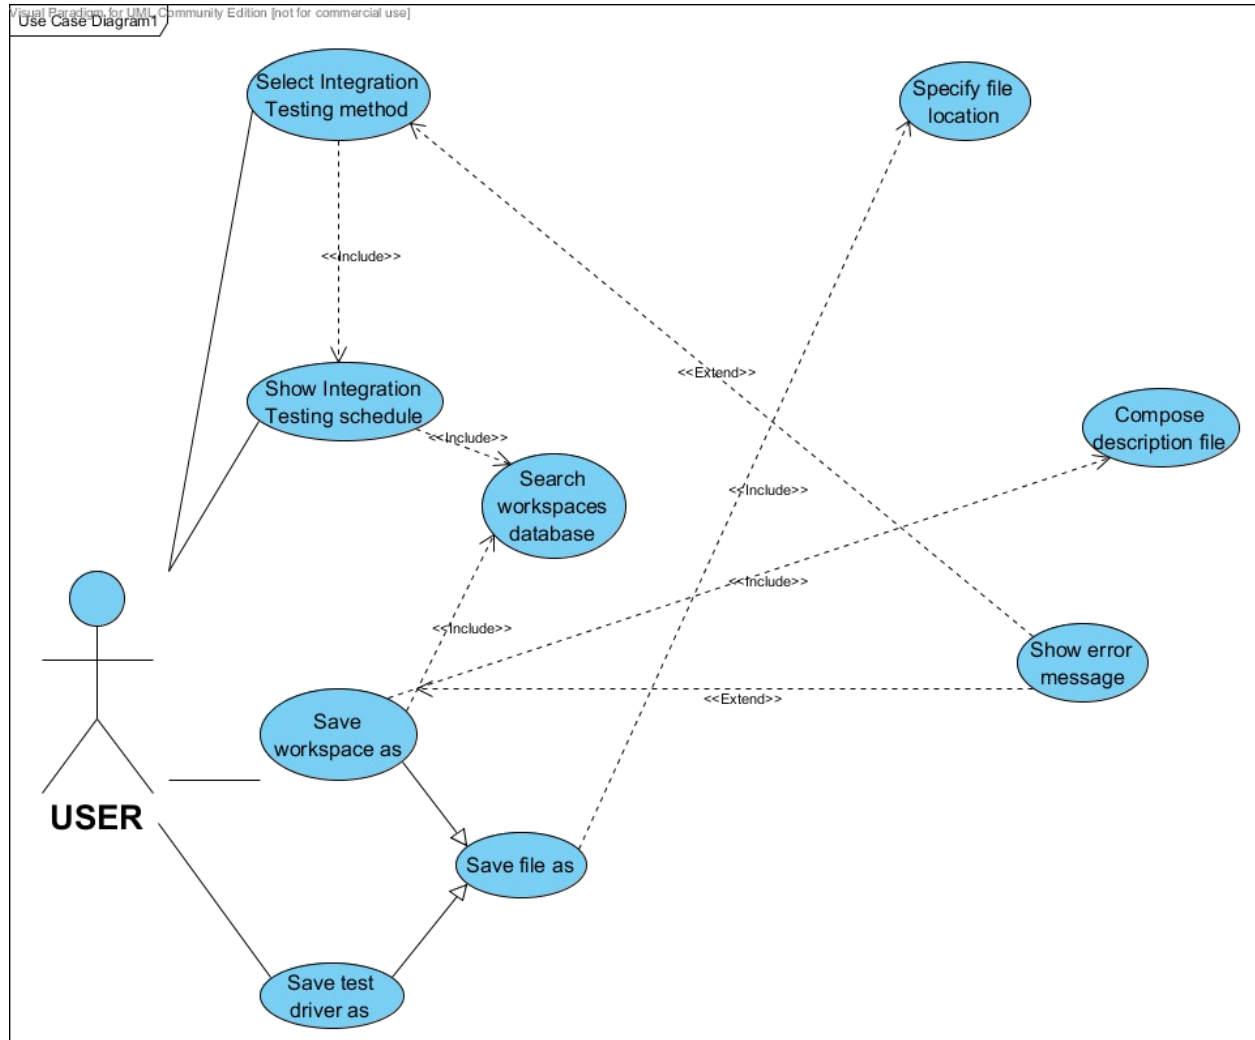 Visual Paradigm for UML Community Edition [not for commercial use]
Use Case Diagram1
Select Integration
Testing method
Specify file
location
<<Include>>
<<Extend>>
Show Integration
Testing schedule
Compose
description file
<<Include>>
Search
workspaces
database
<<Include>>
<<Include>>
<<Include>>
Show error
message
<<Extend>>
Save
workspace as
USER
Save file as
Save test
driver as